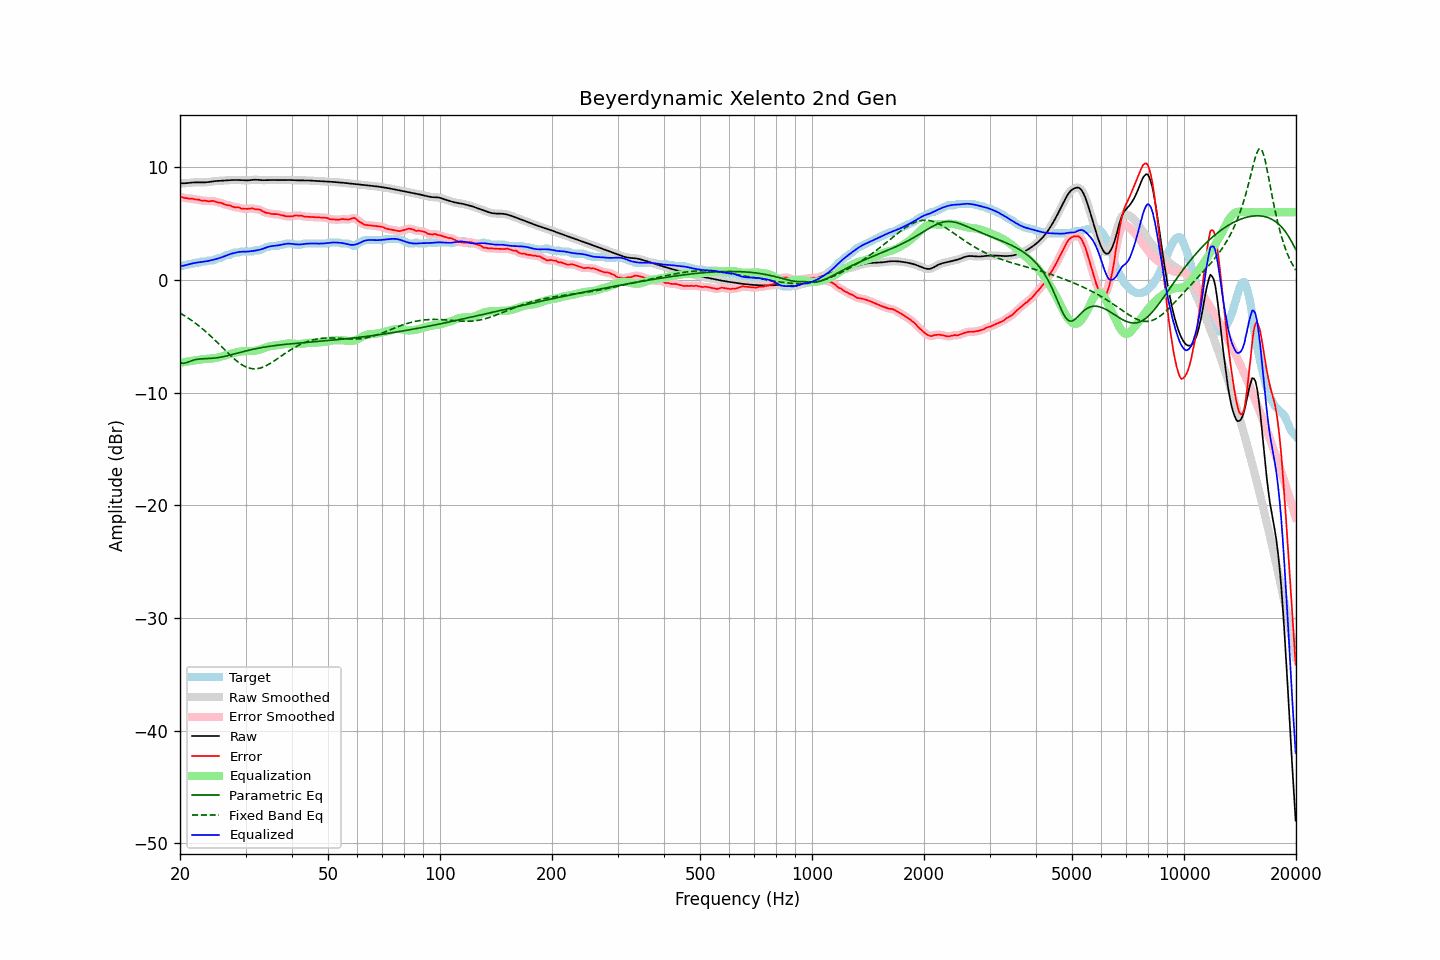 Beyerdynamic Xelento 2nd Gen
Amplitude (dBr)
10
0
−10
−20
−30
−40
−50
Target
Raw Smoothed
Error Smoothed
Raw
Error
Equalization
Parametric Eq
Fixed Band Eq
Equalized
20 50 100 200 500 1000 2000 5000 10000 20000
Frequency (Hz)